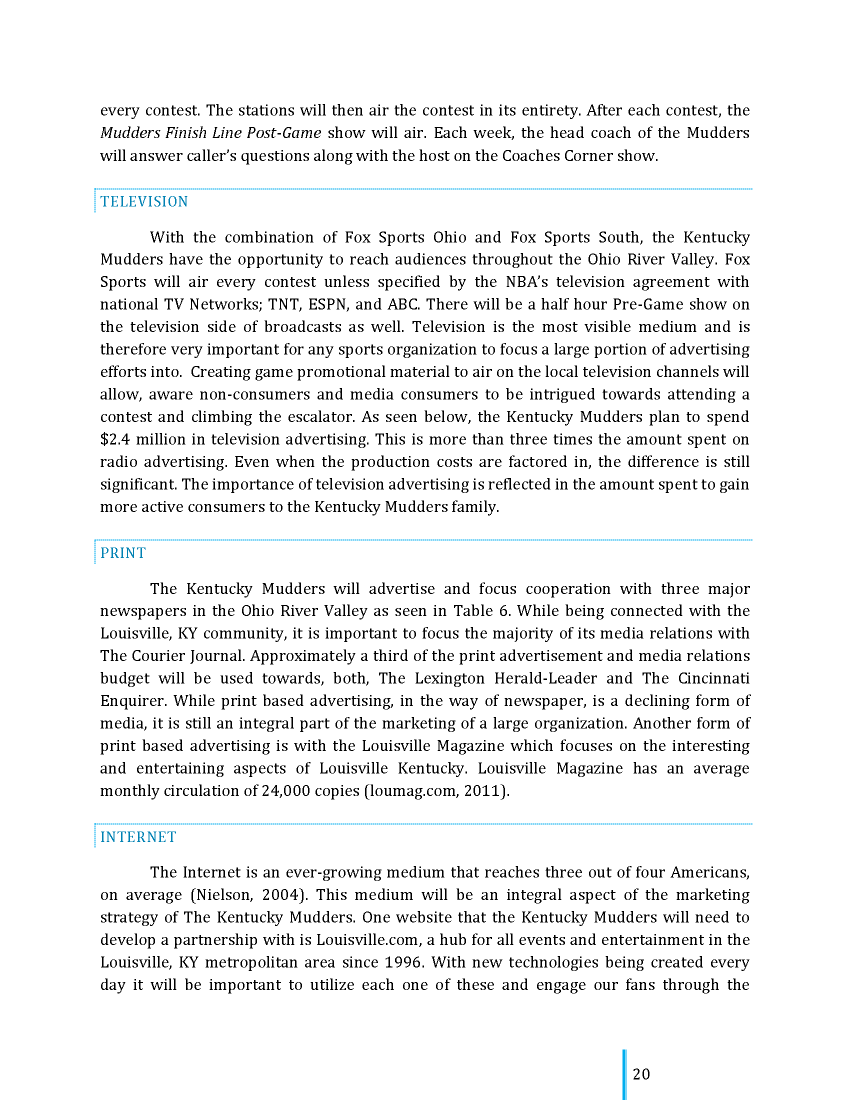 every contest. The stations will then air the contest in its entirety. After each contest, the
Mudders Finish Line Post-Game show will air. Each week, the head coach of the Mudders
will answer caller’s questions along with the host on the Coaches Corner show.
TELEVISION
With the combination of Fox Sports Ohio and Fox Sports South, the Kentucky
Mudders have the opportunity to reach audiences throughout the Ohio River Valley. Fox
Sports will air every contest unless specified by the NBA’s television agreement with
national TV Networks; TNT, ESPN, and ABC. There will be a half hour Pre-Game show on
the television side of broadcasts as well. Television is the most visible medium and is
therefore very important for any sports organization to focus a large portion of advertising
efforts into.  Creating game promotional material to air on the local television channels will
allow, aware non-consumers and media consumers to be intrigued towards attending a
contest and climbing the escalator. As seen below, the Kentucky Mudders plan to spend
$2.4 million in television advertising. This is more than three times the amount spent on
radio advertising. Even when the production costs are factored in, the difference is still
significant. The importance of television advertising is reflected in the amount spent to gain
more active consumers to the Kentucky Mudders family.
PRINT
The Kentucky Mudders will advertise and focus cooperation with three major
newspapers in the Ohio River Valley as seen in Table 6. While being connected with the
Louisville, KY community, it is important to focus the majority of its media relations with
The Courier Journal. Approximately a third of the print advertisement and media relations
budget will be used towards, both, The Lexington Herald-Leader and The Cincinnati
Enquirer. While print based advertising, in the way of newspaper, is a declining form of
media, it is still an integral part of the marketing of a large organization. Another form of
print based advertising is with the Louisville Magazine which focuses on the interesting
and entertaining aspects of Louisville Kentucky. Louisville Magazine has an average
monthly circulation of 24,000 copies (loumag.com, 2011).
INTERNET
The Internet is an ever-growing medium that reaches three out of four Americans,
on average (Nielson, 2004). This medium will be an integral aspect of the marketing
strategy of The Kentucky Mudders. One website that the Kentucky Mudders will need to
develop a partnership with is Louisville.com, a hub for all events and entertainment in the
Louisville, KY metropolitan area since 1996. With new technologies being created every
day it will be important to utilize each one of these and engage our fans through the
20